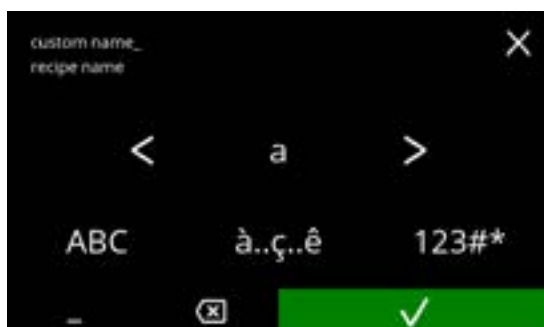 custom name_
recipe name
< a >
ABC à..ç..ê 123#*
_